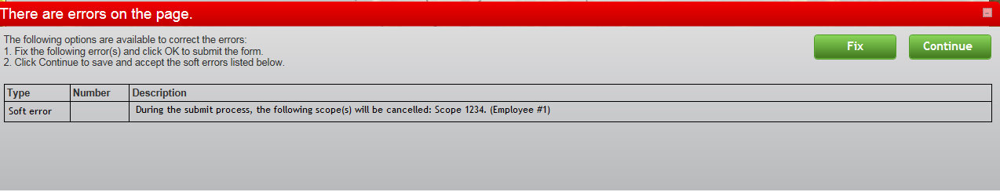 There are errors on the page.
The following options are available to correct the errors:
1. Fix the following error(s) and click OK to submit the form.
2. Click Continue to save and accept the soft errors listed below.
Fix
Continue
Type Number Description
Soft error During the submit process, the following scope(s) will be cancelled: Scope 1234. (Employee #1)